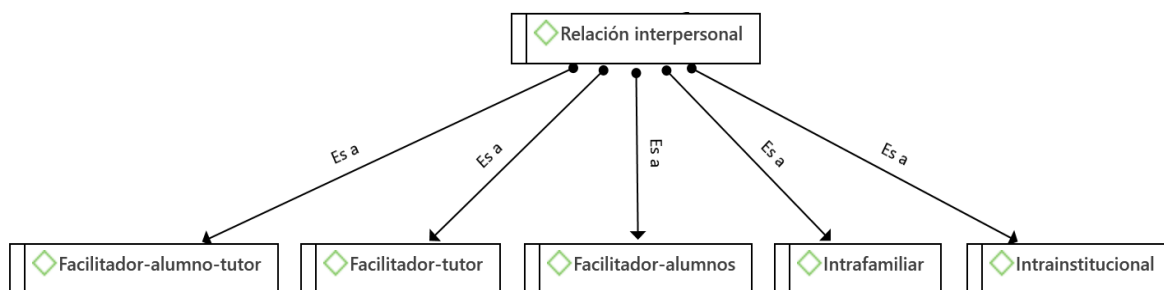 Relación interpersonal
Es a
Es a
Es a
Es a
Es a
Facilitador-alumno-tutor
Facilitador-tutor
Facilitador-alumnos
Intrafamiliar
Intrainstitucional